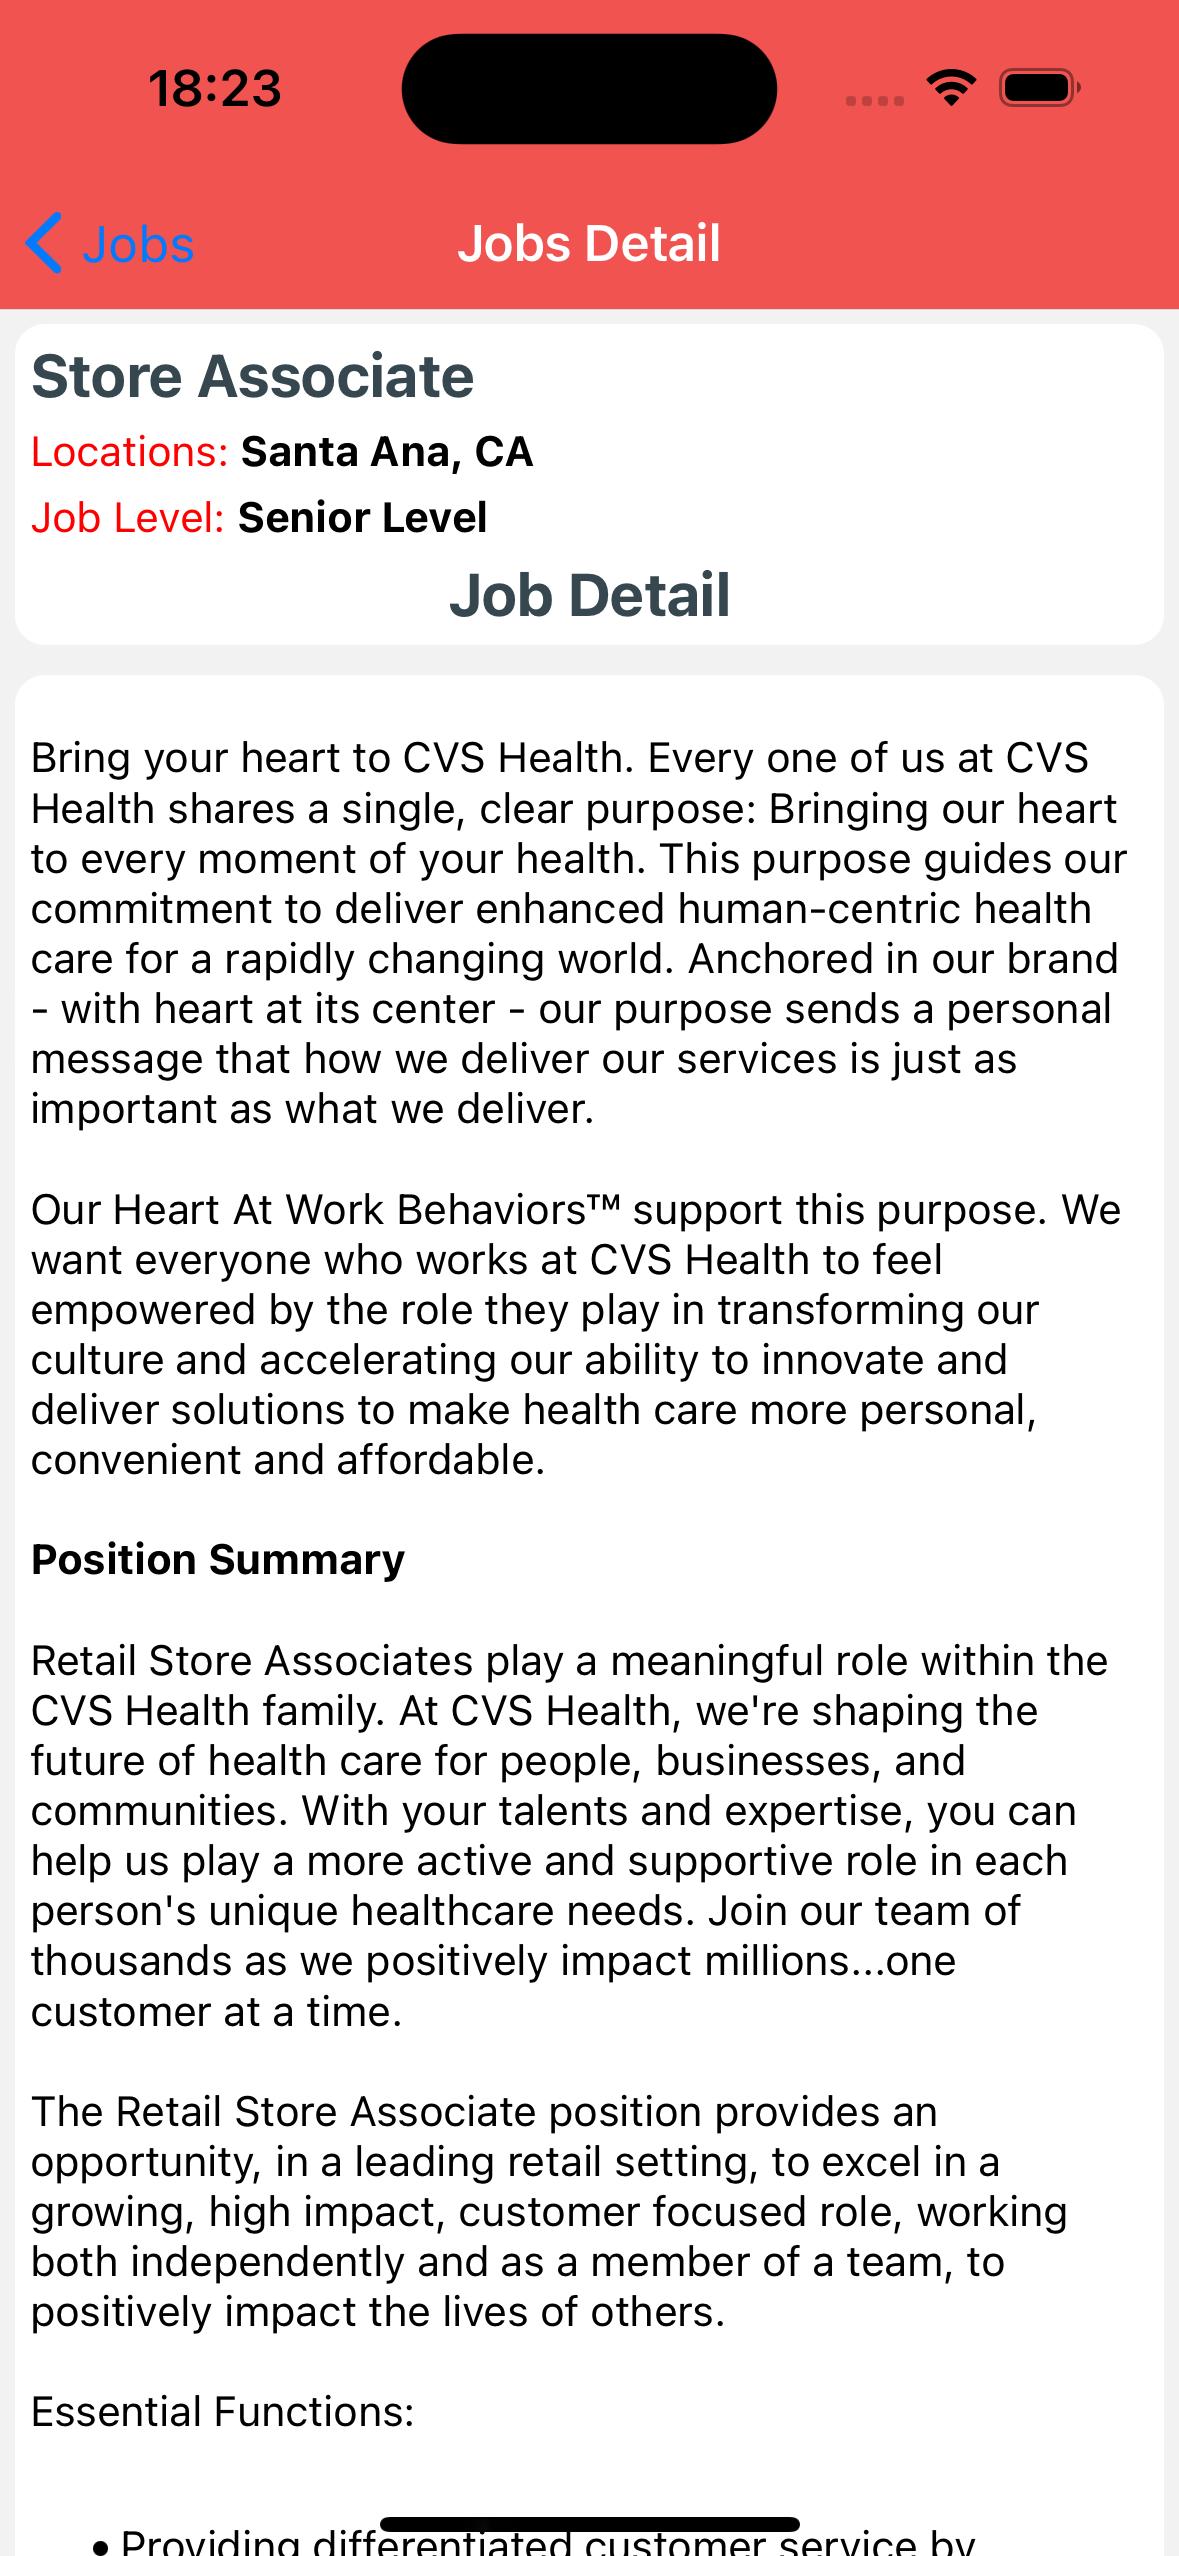 18:23
Jobs
Jobs Detail
Store Associate
Locations: Santa Ana, CA
Job Level: Senior Level
Job Detail
Bring your heart to CVS Health. Every one of us at CVS
Health shares a single, clear purpose: Bringing our heart
to every moment of your health. This purpose guides our
commitment to deliver enhanced human-centric health
care for a rapidly changing world. Anchored in our brand
- with heart at its center - our purpose sends a personal
message that how we deliver our services is just as
important as what we deliver.
Our Heart At Work Behaviors™ support this purpose. We
want everyone who works at CVS Health to feel
empowered by the role they play in transforming our
culture and accelerating our ability to innovate and
deliver solutions to make health care more personal,
convenient and affordable.
Position Summary
Retail Store Associates play a meaningful role within the
CVS Health family. At CVS Health, we're shaping the
future of health care for people, businesses, and
communities. With your talents and expertise, you can
help us play a more active and supportive role in each
person's unique healthcare needs. Join our team of
thousands as we positively impact millions...one
customer at a time.
The Retail Store Associate position provides an
opportunity, in a leading retail setting, to excel in a
growing, high impact, customer focused role, working
both independently and as a member of a team, to
positively impact the lives of others.
Essential Functions:
• Providing differentiated customer service by